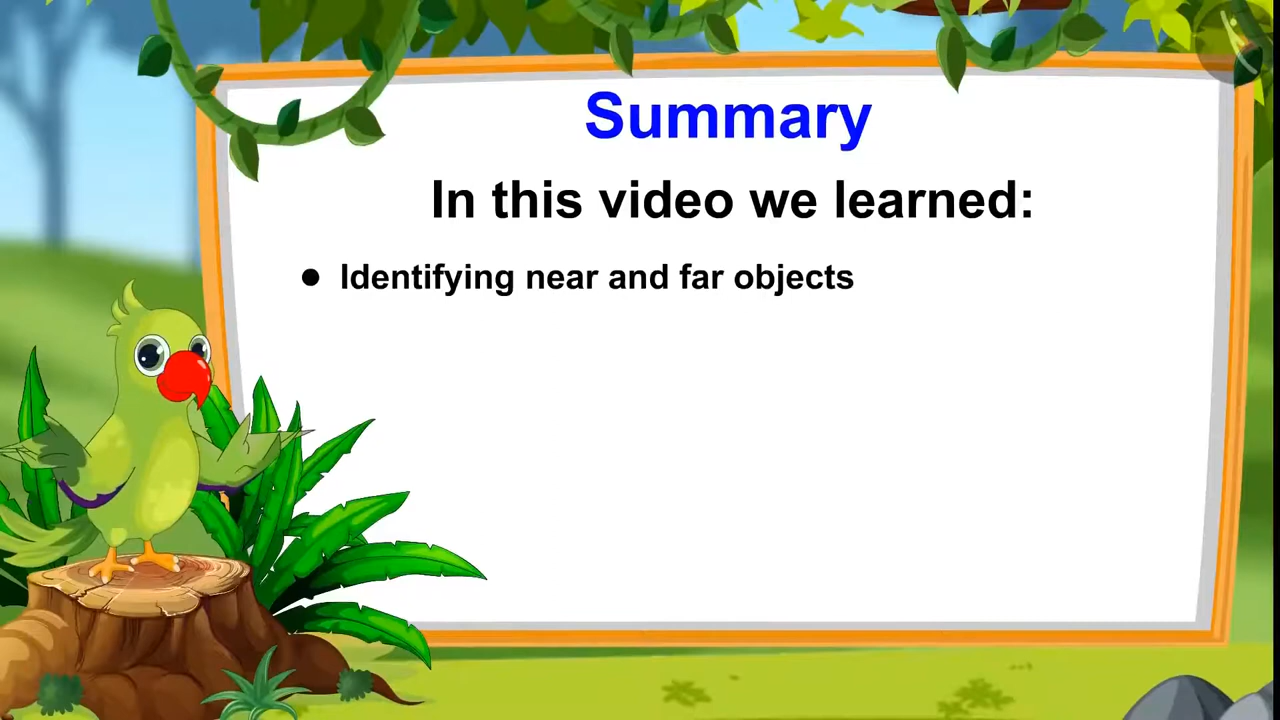 Summary
In this video we learned:
● Identifying near and far objects